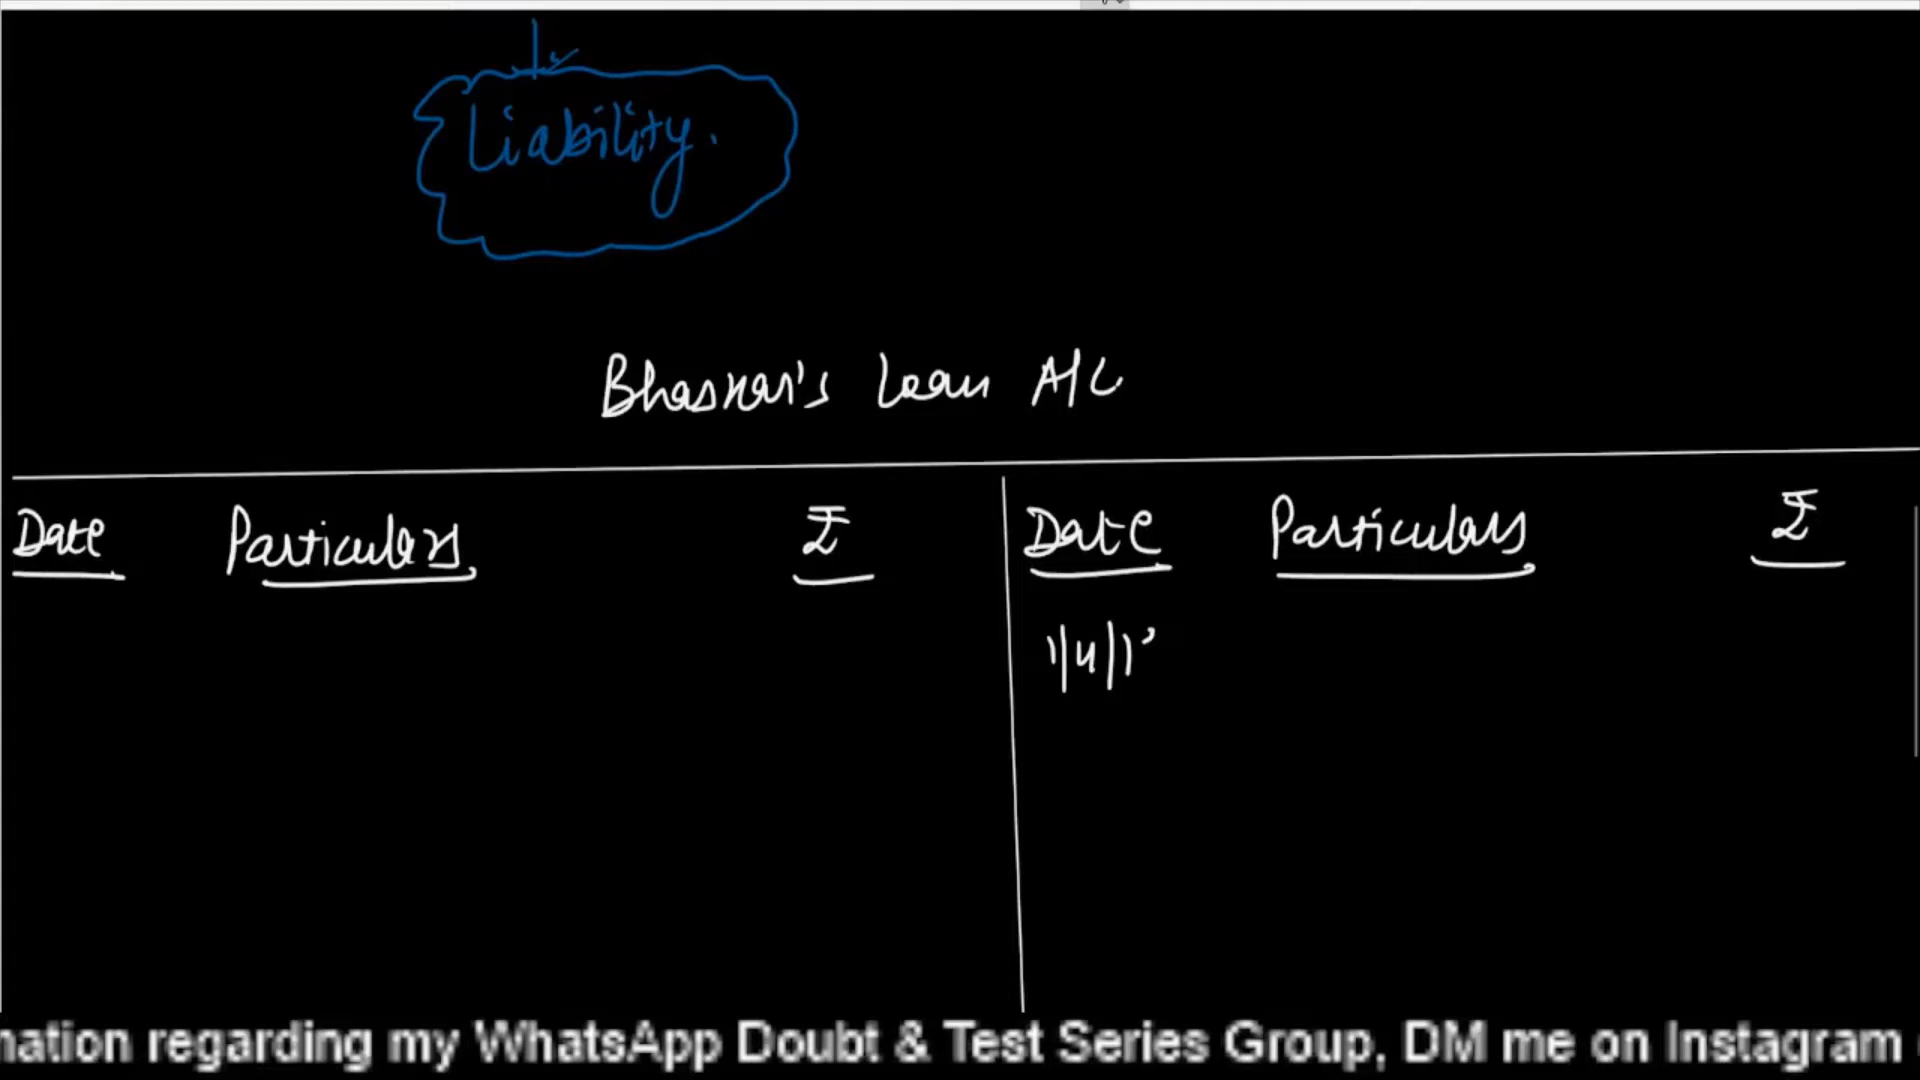 Liability.
Bhaskar's Loan A/C
Date Particulars ₹ Date Particulars ₹
1/4/1
nation regarding my WhatsApp Doubt & Test Series Group, DM me on Instagram